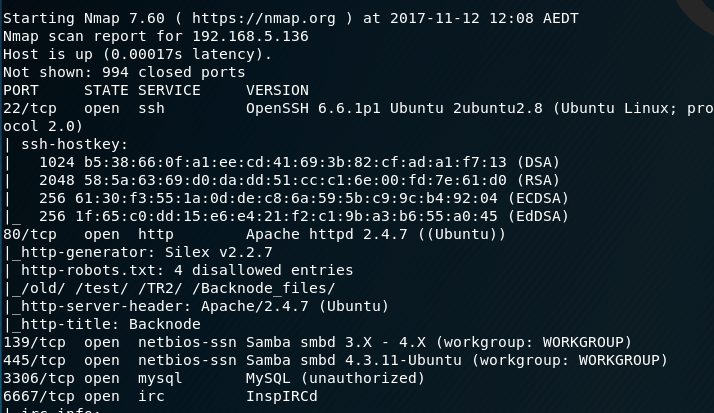 Starting Nmap 7.60 ( https://nmap.org ) at 2017-11-12 12:08 AEDT
Nmap scan report for 192.168.5.136
Host is up (0.00017s latency).
Not shown: 994 closed ports
PORT     STATE SERVICE     VERSION
22/tcp   open  ssh         OpenSSH 6.6.1p1 Ubuntu 2ubuntu2.8 (Ubuntu Linux; pro
ocol 2.0)
| ssh-hostkey:
|   1024 b5:38:66:0f:a1:ee:cd:41:69:3b:82:cf:ad:a1:f7:13 (DSA)
|   2048 58:5a:63:69:d0:da:dd:51:cc:c1:6e:00:fd:7e:61:d0 (RSA)
|   256 61:30:f3:55:1a:0d:de:c8:6a:59:5b:c9:9c:b4:92:04 (ECDSA)
|_  256 1f:65:c0:dd:15:e6:e4:21:f2:c1:9b:a3:b6:55:a0:45 (EdDSA)
80/tcp   open  http        Apache httpd 2.4.7 ((Ubuntu))
|_http-generator: Silex v2.2.7
| http-robots.txt: 4 disallowed entries
|_/old/ /test/ /TR2/ /Backnode_files/
|_http-server-header: Apache/2.4.7 (Ubuntu)
|_http-title: Backnode
139/tcp  open  netbios-ssn Samba smbd 3.X - 4.X (workgroup: WORKGROUP)
445/tcp  open  netbios-ssn Samba smbd 4.3.11-Ubuntu (workgroup: WORKGROUP)
3306/tcp open  mysql       MySQL (unauthorized)
6667/tcp open  irc         InspIRCd
| irc-info: